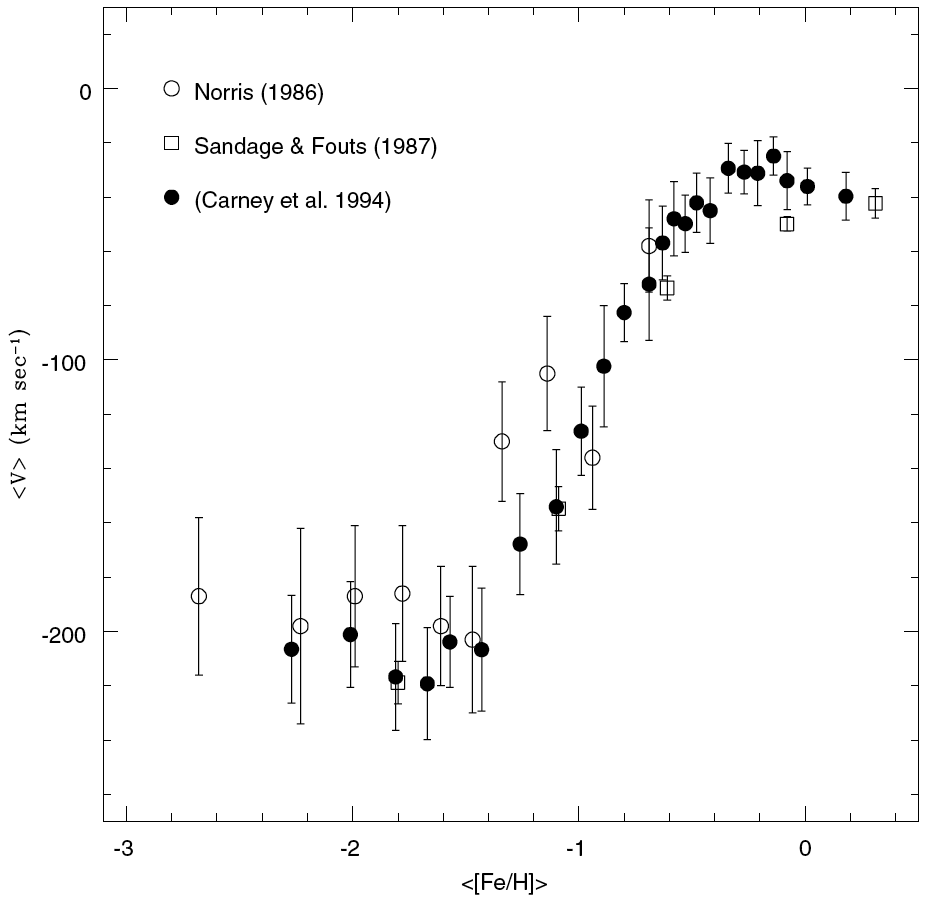 0
Norris (1986)
Sandage & Fouts (1987)
(Carney et al. 1994)
<V> (km sec⁻¹)
-100
-200
-3 -2 -1 0
<[Fe/H]>